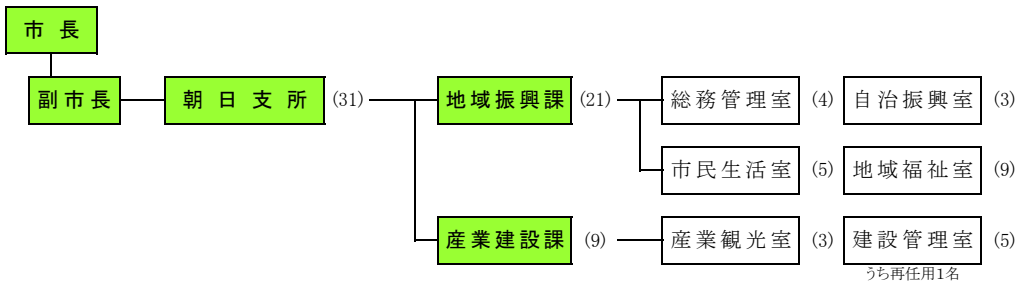 市長
副市長 朝日支所 (31) 地域振興課 (21) 総務管理室 (4) 自治振興室 (3)
市民生活室 (5) 地域福祉室 (9)
産業建設課 (9) 産業観光室 (3) 建設管理室 (5)
うち再任用1名